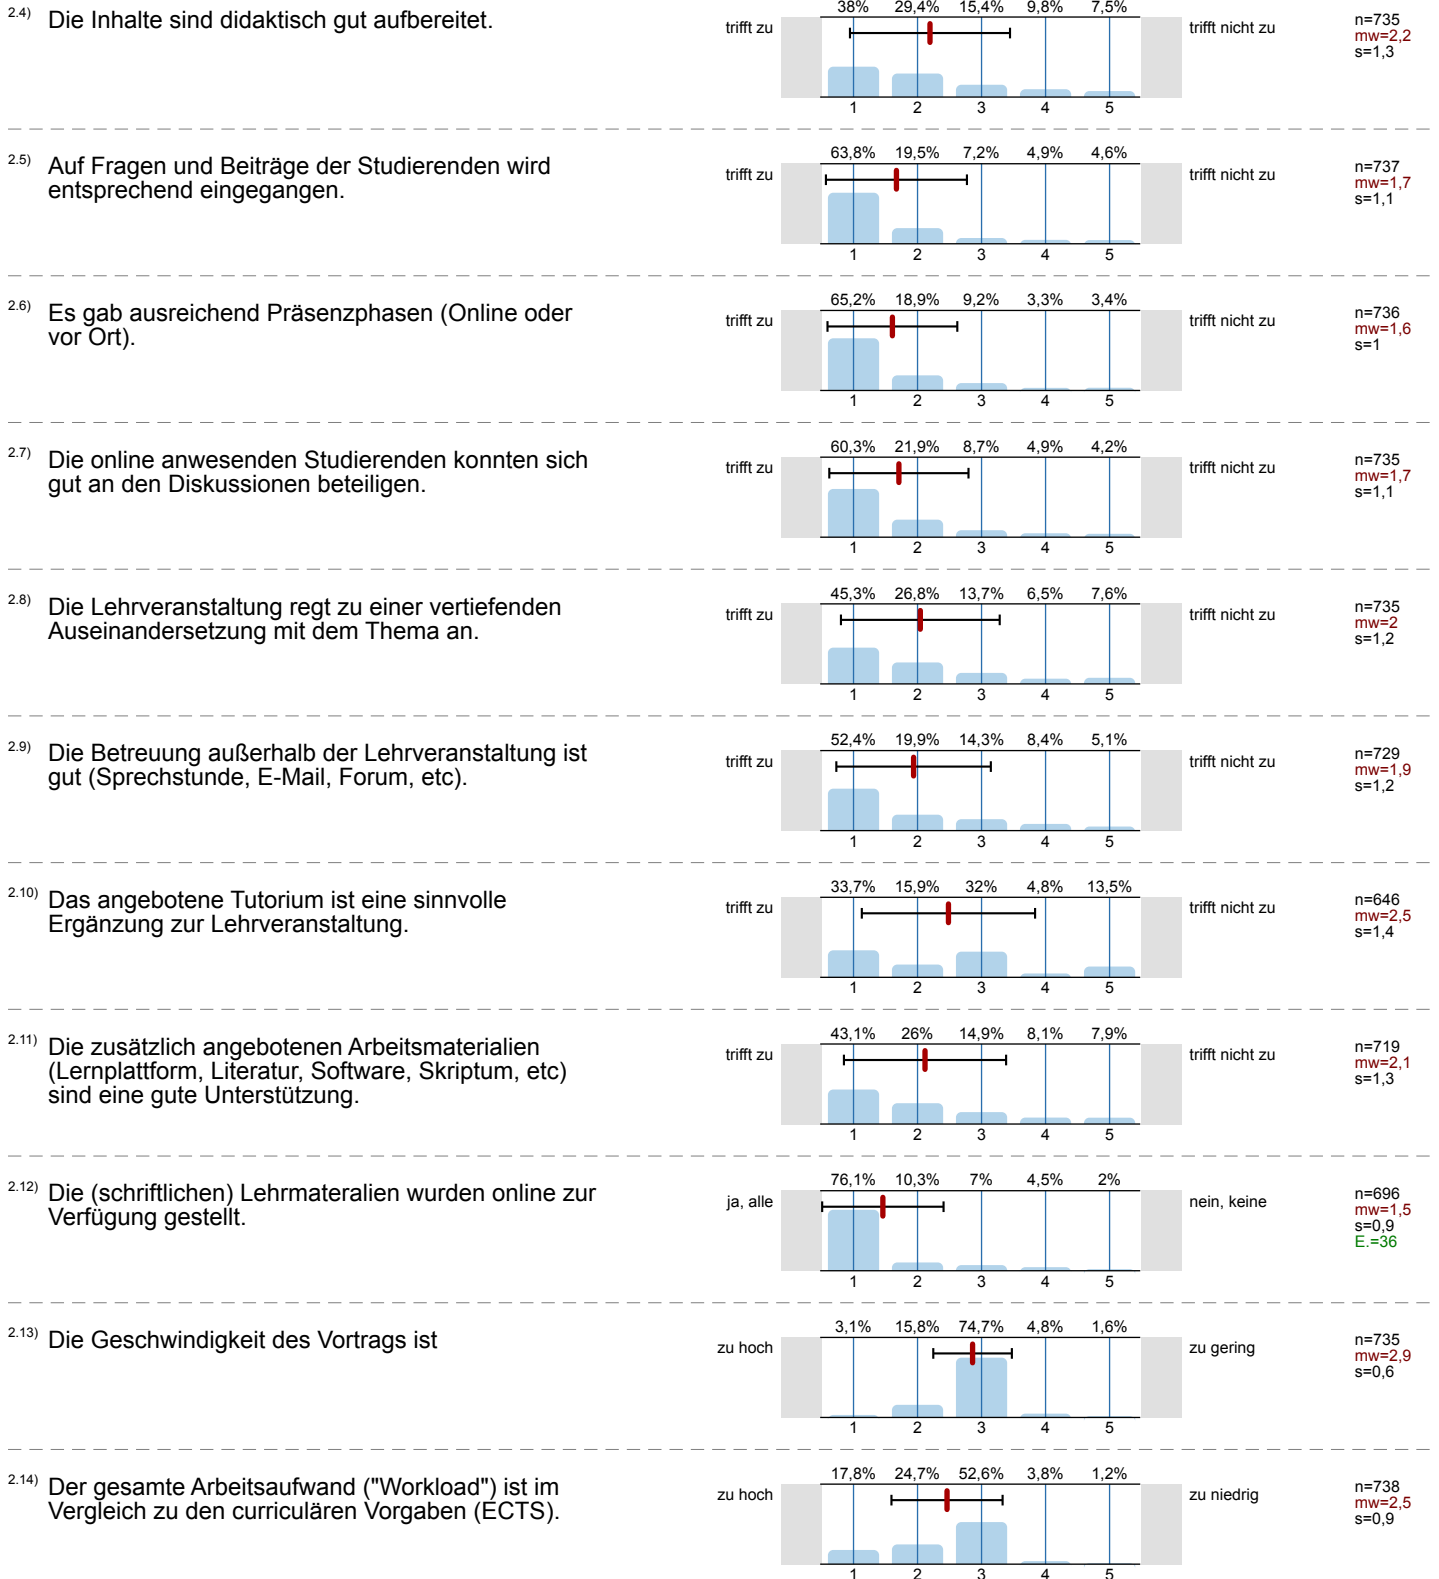 2.4) Die Inhalte sind didaktisch gut aufbereitet.
38% 29,4% 15,4% 9,8% 7,5%
trifft zu
trifft nicht zu
n=735
mw=2,2
s=1,3
1 2 3 4 5
2.5) Auf Fragen und Beiträge der Studierenden wird
entsprechend eingegangen.
63,8% 19,5% 7,2% 4,9% 4,6%
trifft zu
trifft nicht zu
n=737
mw=1,7
s=1,1
1 2 3 4 5
2.6) Es gab ausreichend Präsenzphasen (Online oder
vor Ort).
65,2% 18,9% 9,2% 3,3% 3,4%
trifft zu
trifft nicht zu
n=736
mw=1,6
s=1
1 2 3 4 5
2.7) Die online anwesenden Studierenden konnten sich
gut an den Diskussionen beteiligen.
60,3% 21,9% 8,7% 4,9% 4,2%
trifft zu
trifft nicht zu
n=735
mw=1,7
s=1,1
1 2 3 4 5
2.8) Die Lehrveranstaltung regt zu einer vertiefenden
Auseinandersetzung mit dem Thema an.
45,3% 26,8% 13,7% 6,5% 7,6%
trifft zu
trifft nicht zu
n=735
mw=2
s=1,2
1 2 3 4 5
2.9) Die Betreuung außerhalb der Lehrveranstaltung ist
gut (Sprechstunde, E-Mail, Forum, etc).
52,4% 19,9% 14,3% 8,4% 5,1%
trifft zu
trifft nicht zu
n=729
mw=1,9
s=1,2
1 2 3 4 5
2.10) Das angebotene Tutorium ist eine sinnvolle
Ergänzung zur Lehrveranstaltung.
33,7% 15,9% 32% 4,8% 13,5%
trifft zu
trifft nicht zu
n=646
mw=2,5
s=1,4
1 2 3 4 5
2.11) Die zusätzlich angebotenen Arbeitsmaterialien
(Lernplattform, Literatur, Software, Skriptum, etc)
sind eine gute Unterstützung.
43,1% 26% 14,9% 8,1% 7,9%
trifft zu
trifft nicht zu
n=719
mw=2,1
s=1,3
1 2 3 4 5
2.12) Die (schriftlichen) Lehrmateralien wurden online zur
Verfügung gestellt.
76,1% 10,3% 7% 4,5% 2%
ja, alle
nein, keine
n=696
mw=1,5
s=0,9
E.=36
1 2 3 4 5
2.13) Die Geschwindigkeit des Vortrags ist
3,1% 15,8% 74,7% 4,8% 1,6%
zu hoch
zu gering
n=735
mw=2,9
s=0,6
1 2 3 4 5
2.14) Der gesamte Arbeitsaufwand ("Workload") ist im
Vergleich zu den curriculären Vorgaben (ECTS).
17,8% 24,7% 52,6% 3,8% 1,2%
zu hoch
zu niedrig
n=738
mw=2,5
s=0,9
1 2 3 4 5